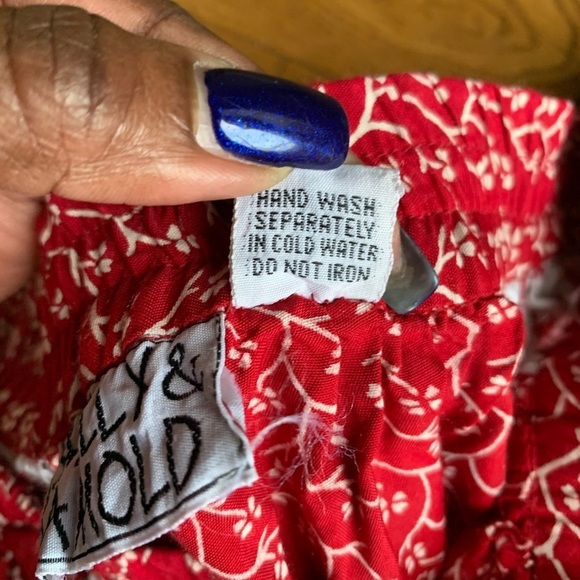 HAND WASH
SEPARATELY
IN COLD WATER
DO NOT IRON
&